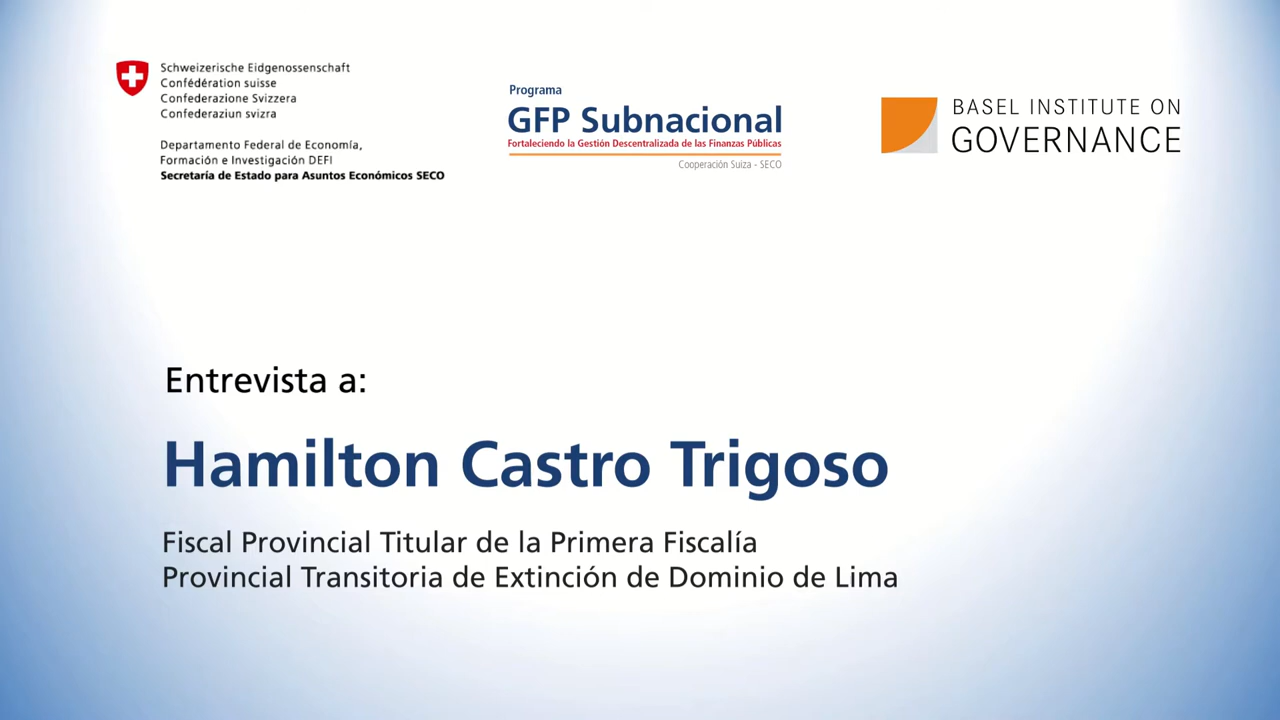 Schweizerische Eidgenossenschaft
Confédération suisse
Confederazione Svizzera
Confederaziun svizra
Departamento Federal de Economía,
Formación e Investigación DEFI
Secretaría de Estado para Asuntos Económicos SECO
Programa
GFP Subnacional
Fortaleciendo la Gestión Descentralizada de las Finanzas Públicas
Cooperación Suiza - SECO
BASEL INSTITUTE ON
GOVERNANCE
Entrevista a:
Hamilton Castro Trigoso
Fiscal Provincial Titular de la Primera Fiscalía
Provincial Transitoria de Extinción de Dominio de Lima